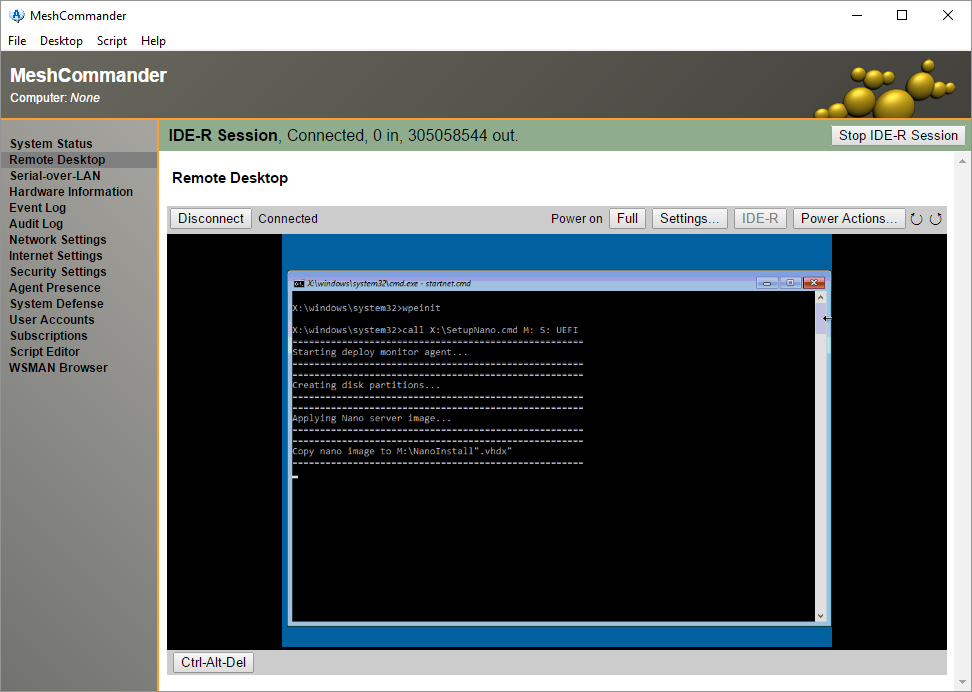 MeshCommander
File Desktop Script Help
MeshCommander
Computer: None
IDE-R Session, Connected, 0 in, 305058544 out.
Stop IDE-R Session
System Status
Remote Desktop
Serial-over-LAN
Hardware Information
Event Log
Audit Log
Network Settings
Internet Settings
Security Settings
Agent Presence
System Defense
User Accounts
Subscriptions
Script Editor
WSMAN Browser
Remote Desktop
Disconnect Connected Power on Full Settings... IDE-R Power Actions...
X:\windows\system32\cmd.exe - startnet.cmd
X:\windows\system32>wpeinit
X:\windows\system32>call X:\SetupNano.cmd M: S: UEFI
Starting deploy monitor agent...
Creating disk partitions...
Applying Nano server image...
Copy nano image to M:\NanoInstall".vhdx"
Ctrl-Alt-Del